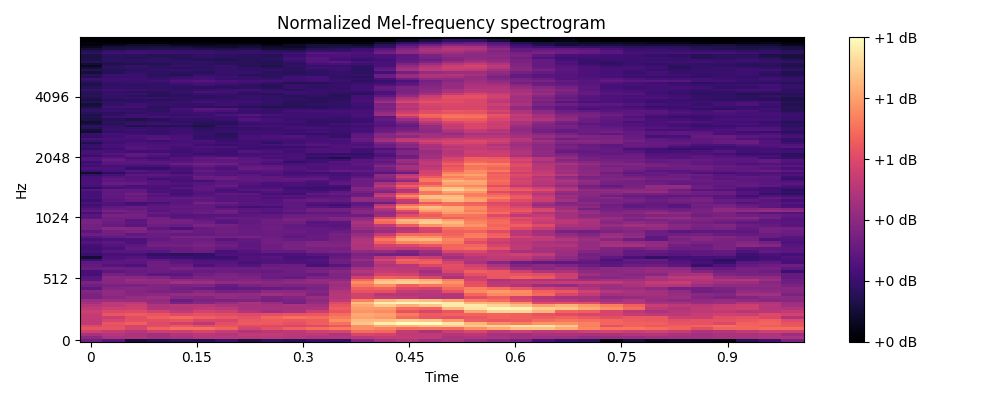 Normalized Mel-frequency spectrogram
Hz
4096
2048
1024
512
0
0
0.15
0.3
0.45
0.6
0.75
0.9
Time
+1 dB
+1 dB
+1 dB
+0 dB
+0 dB
+0 dB